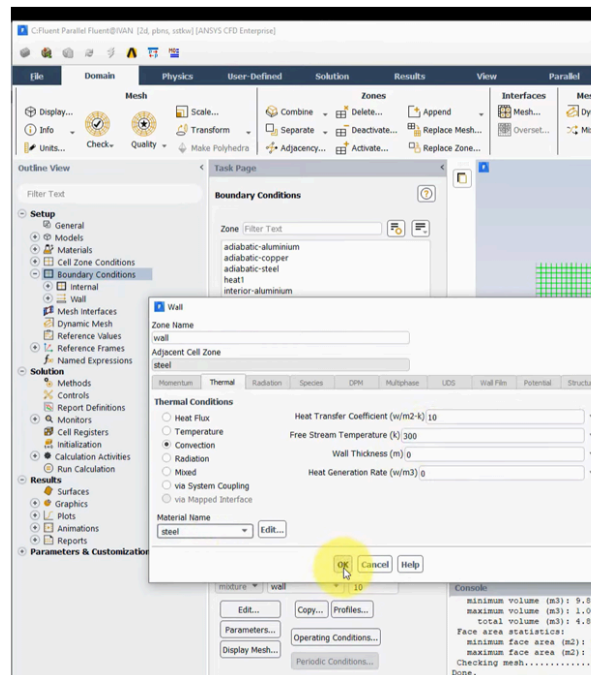 C:Fluent Parallel Fluent@IVAN [2d, pbns, sstkw] [ANSYS CFD Enterprise]
File Domain Physics User-Defined Solution Results View Parallel
Mesh Zones Interfaces Mes
Display... Scale... Combine Delete... Append Mesh... Dy
Info Transform Separate Deactivate... Replace Mesh... Overset... Mi
Units... Check Quality Make Polyhedra Adjacency... Activate... Replace Zone...
Outline View
Filter Text
Setup
General
Models
Materials
Cell Zone Conditions
Boundary Conditions
Internal
Wall
Mesh Interfaces
Dynamic Mesh
Reference Values
Reference Frames
Named Expressions
Solution
Methods
Controls
Report Definitions
Monitors
Cell Registers
Initialization
Calculation Activities
Run Calculation
Results
Surfaces
Graphics
Plots
Animations
Reports
Parameters & Customization
Task Page
Boundary Conditions
Zone Filter Text
adiabatic-aluminium
adiabatic-copper
adiabatic-steel
heat1
interior-aluminium
Wall
Zone Name
wall
Adjacent Cell Zone
steel
Momentum Thermal Radiation Species DPM Multiphase UDS Wall Film Potential Structu
Thermal Conditions
Heat Flux
Temperature
Convection
Radiation
Mixed
via System Coupling
via Mapped Interface
Heat Transfer Coefficient (w/m2-k) 10
Free Stream Temperature (k) 300
Wall Thickness (m) 0
Heat Generation Rate (w/m3) 0
Material Name
steel Edit...
OK Cancel Help
mixture wall 10
Edit... Copy... Profiles...
Parameters... Operating Conditions...
Display Mesh...
Periodic Conditions...
Console
minimum volume (m3): 9.8
maximum volume (m3): 1.0
total volume (m3): 4.8
Face area statistics:
minimum face area (m2):
maximum face area (m2):
Checking mesh............
Done.